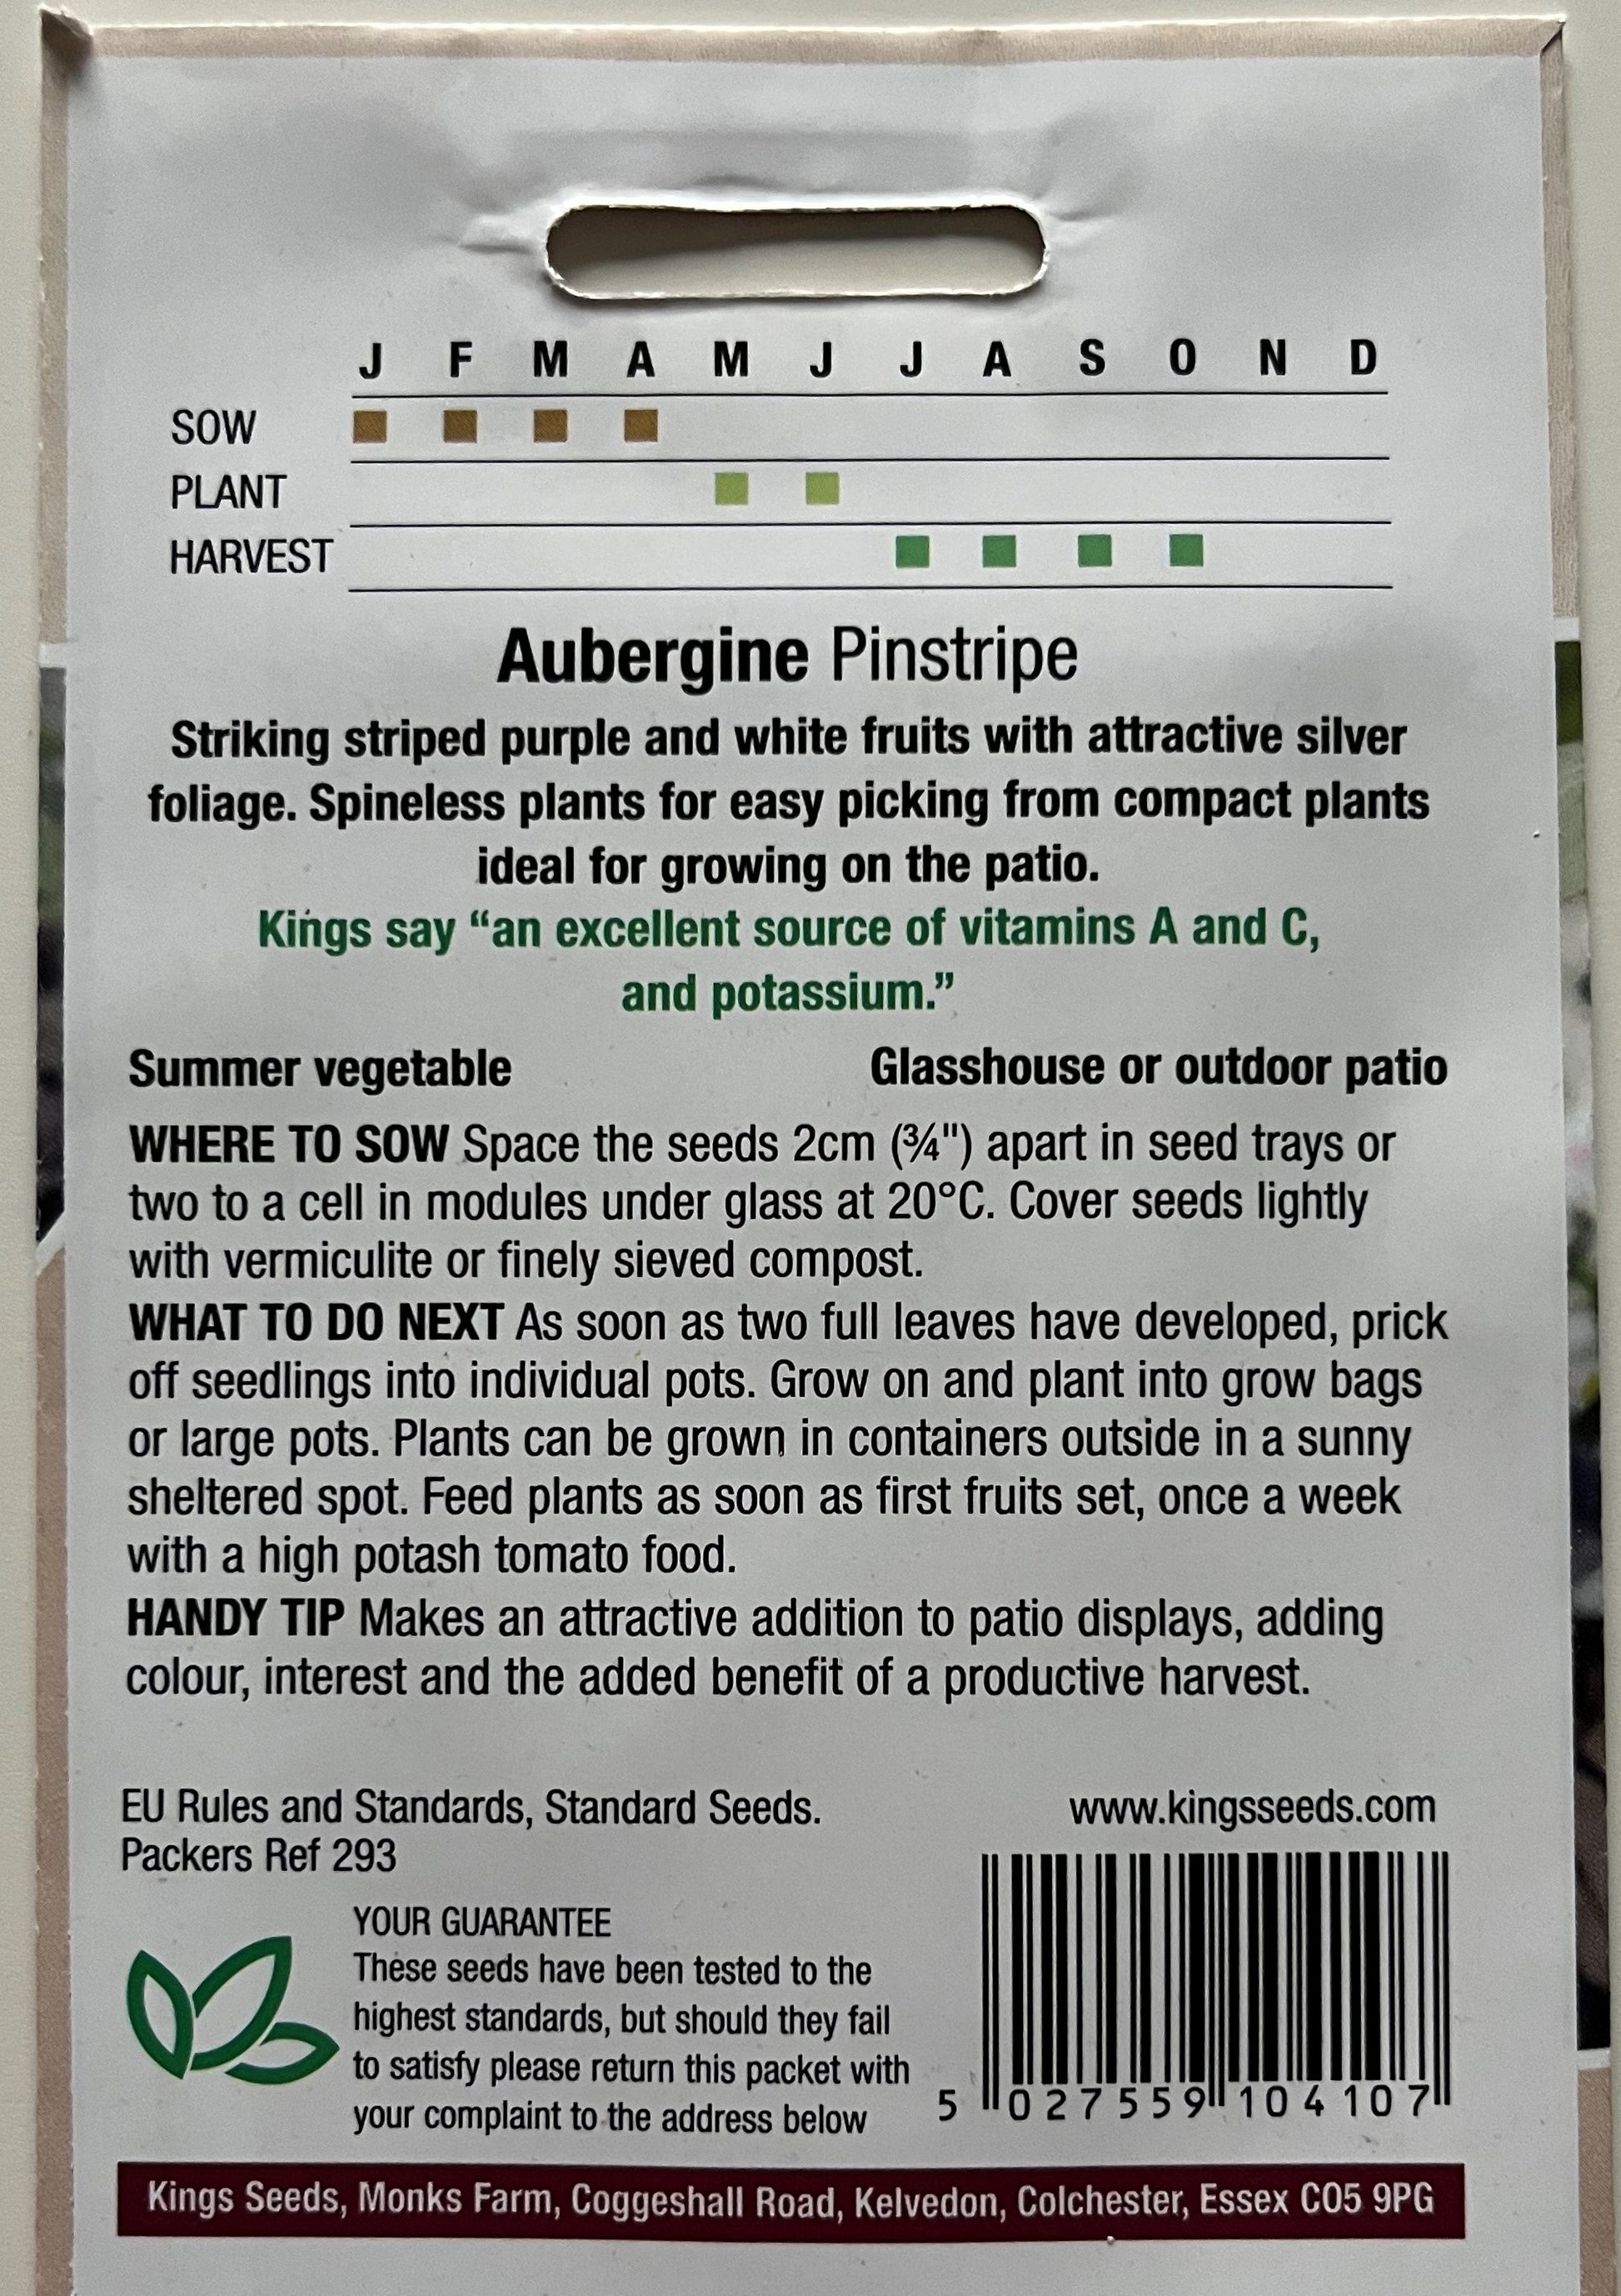 J F M A M J J A S O N D
SOW
PLANT
HARVEST
Aubergine Pinstripe
Striking striped purple and white fruits with attractive silver
foliage. Spineless plants for easy picking from compact plants
ideal for growing on the patio.
Kings say “an excellent source of vitamins A and C,
and potassium.”
Summer vegetable Glasshouse or outdoor patio
WHERE TO SOW Space the seeds 2cm (¾") apart in seed trays or
two to a cell in modules under glass at 20°C. Cover seeds lightly
with vermiculite or finely sieved compost.
WHAT TO DO NEXT As soon as two full leaves have developed, prick
off seedlings into individual pots. Grow on and plant into grow bags
or large pots. Plants can be grown in containers outside in a sunny
sheltered spot. Feed plants as soon as first fruits set, once a week
with a high potash tomato food.
HANDY TIP Makes an attractive addition to patio displays, adding
colour, interest and the added benefit of a productive harvest.
EU Rules and Standards, Standard Seeds. www.kingsseeds.com
Packers Ref 293
YOUR GUARANTEE
These seeds have been tested to the
highest standards, but should they fail
to satisfy please return this packet with
your complaint to the address below
5 027559 104107
Kings Seeds, Monks Farm, Coggeshall Road, Kelvedon, Colchester, Essex CO5 9PG